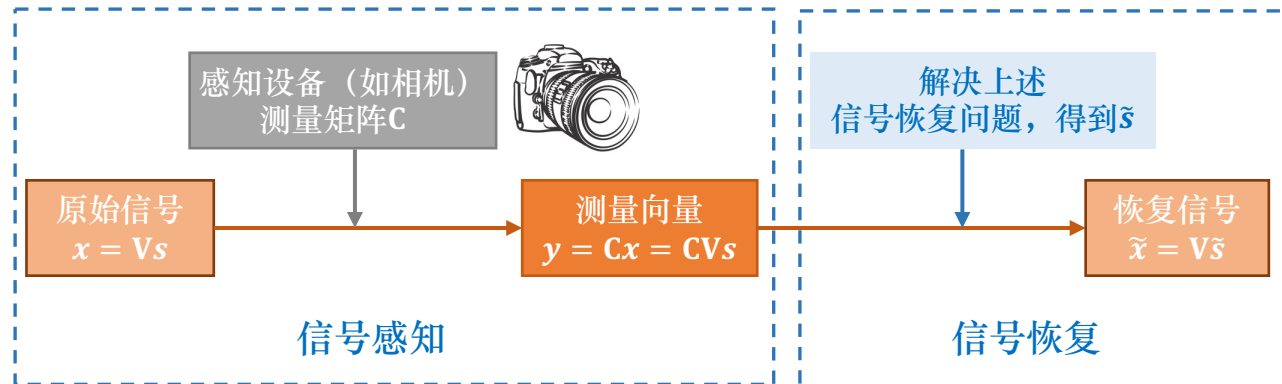 感知设备（如相机）
测量矩阵C
解决上述
信号恢复问题，得到s̃
原始信号
x = Vs
测量向量
y = Cx = CVs
恢复信号
x̃ = Vs̃
信号感知
信号恢复